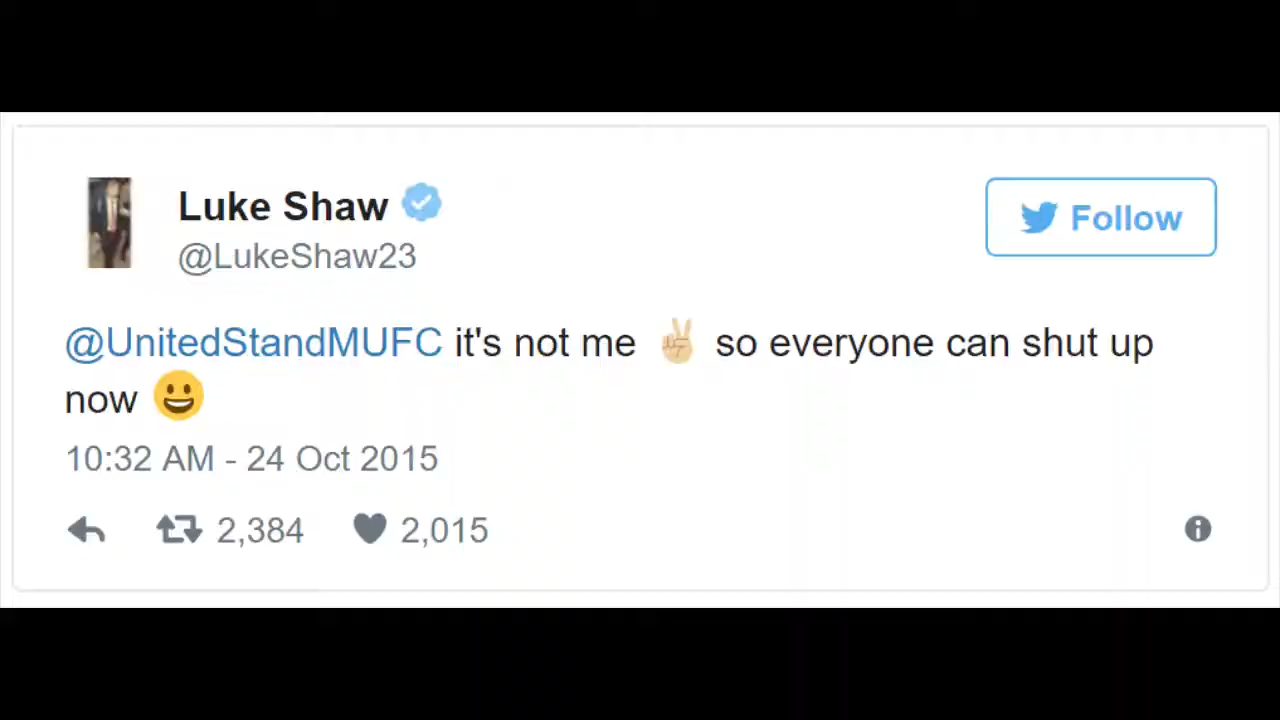 Luke Shaw
@LukeShaw23
Follow
@UnitedStandMUFC it's not me ✌🏼 so everyone can shut up
now 😀
10:32 AM - 24 Oct 2015
2,384 2,015